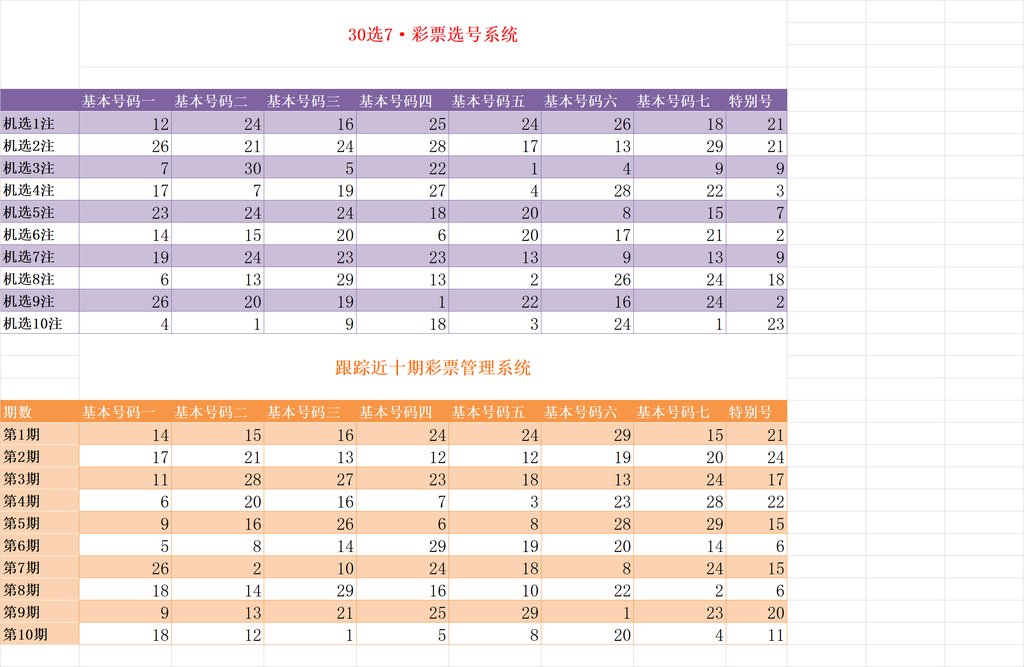 30选7·彩票选号系统
基本号码一 基本号码二 基本号码三 基本号码四 基本号码五 基本号码六 基本号码七 特别号
机选1注 12 24 16 25 24 26 18 21
机选2注 26 21 24 28 17 13 29 21
机选3注 7 30 5 22 1 4 9 9
机选4注 17 7 19 27 4 28 22 3
机选5注 23 24 24 18 20 8 15 7
机选6注 14 15 20 6 20 17 21 2
机选7注 19 24 23 23 13 9 13 9
机选8注 6 13 29 13 2 26 24 18
机选9注 26 20 19 1 22 16 24 2
机选10注 4 1 9 18 3 24 1 23
跟踪近十期彩票管理系统
期数 基本号码一 基本号码二 基本号码三 基本号码四 基本号码五 基本号码六 基本号码七 特别号
第1期 14 15 16 24 24 29 15 21
第2期 17 21 13 12 12 19 20 24
第3期 11 28 27 23 18 13 24 17
第4期 6 20 16 7 3 23 28 22
第5期 9 16 26 6 8 28 29 15
第6期 5 8 14 29 19 20 14 6
第7期 26 2 10 24 18 8 24 15
第8期 18 14 29 16 10 22 2 6
第9期 9 13 21 25 29 1 23 20
第10期 18 12 1 5 8 20 4 11